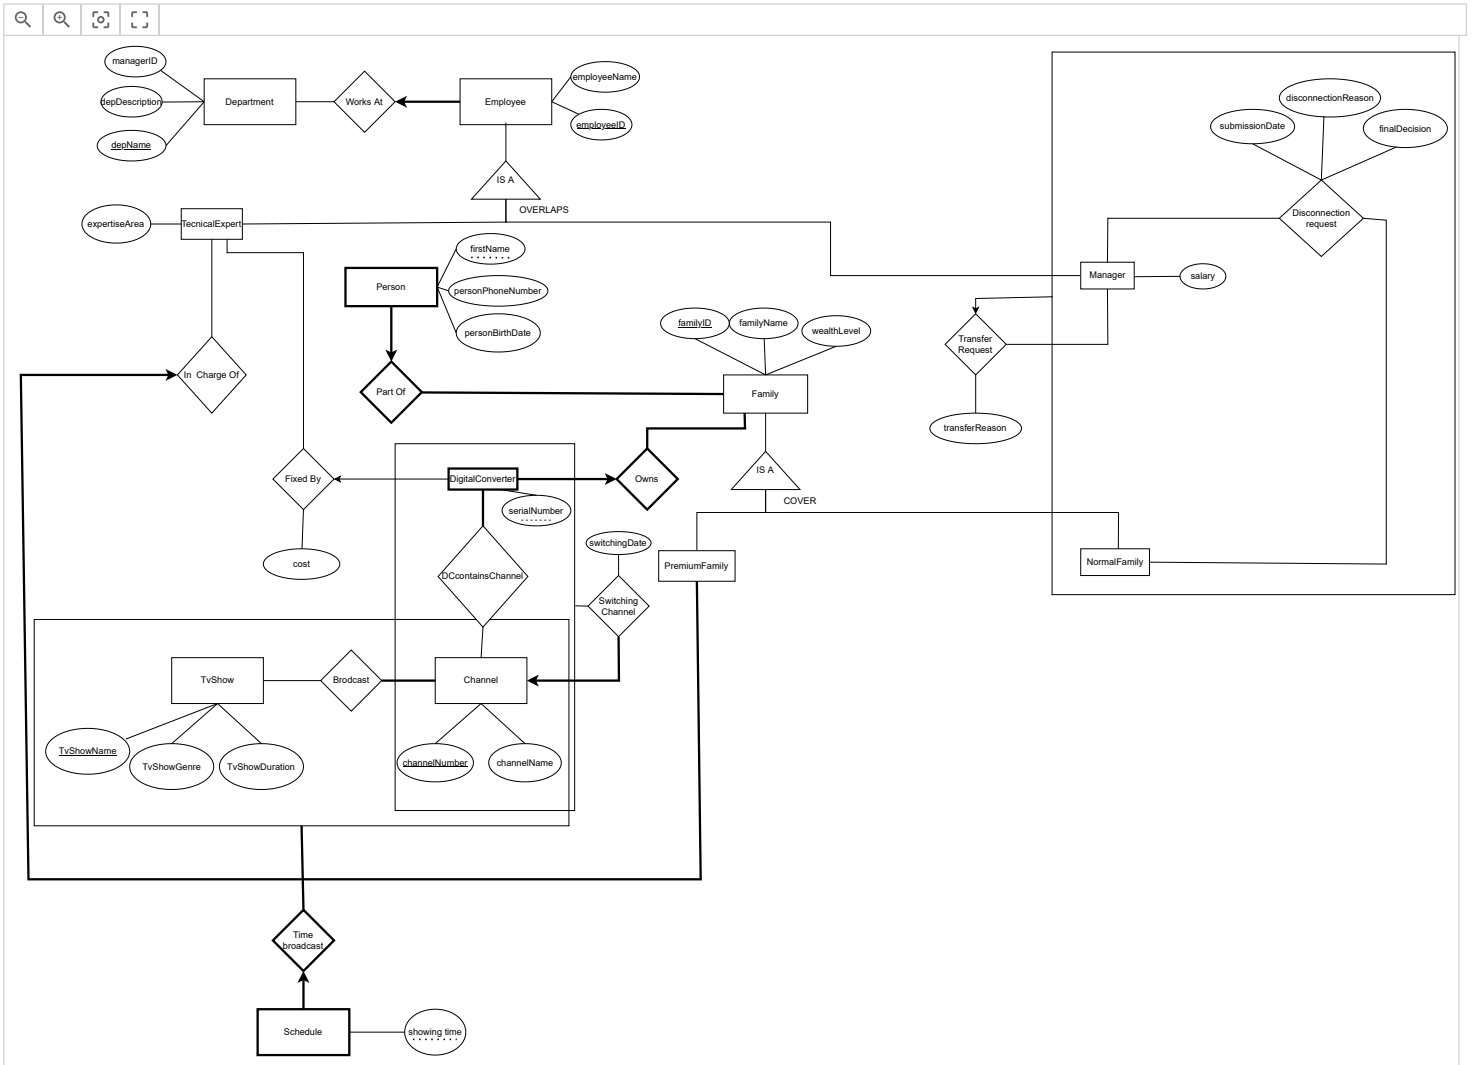 managerID
depDescription
depName
Department
Works At
Employee
employeeName
employeeID
IS A
OVERLAPS
disconnectionReason
submissionDate
finalDecision
Disconnection
request
expertiseArea
TecnicalExpert
firstName
Person
personPhoneNumber
personBirthDate
Manager
salary
familyID
familyName
wealthLevel
Transfer
Request
In Charge Of
Part Of
Family
transferReason
Fixed By
DigitalConverter
Owns
IS A
COVER
serialNumber
switchingDate
cost
DCcontainsChannel
PremiumFamily
NormalFamily
Switching
Channel
TvShow
Brodcast
Channel
TvShowName
TvShowGenre
TvShowDuration
channelNumber
channelName
Time
broadcast
Schedule
showing time